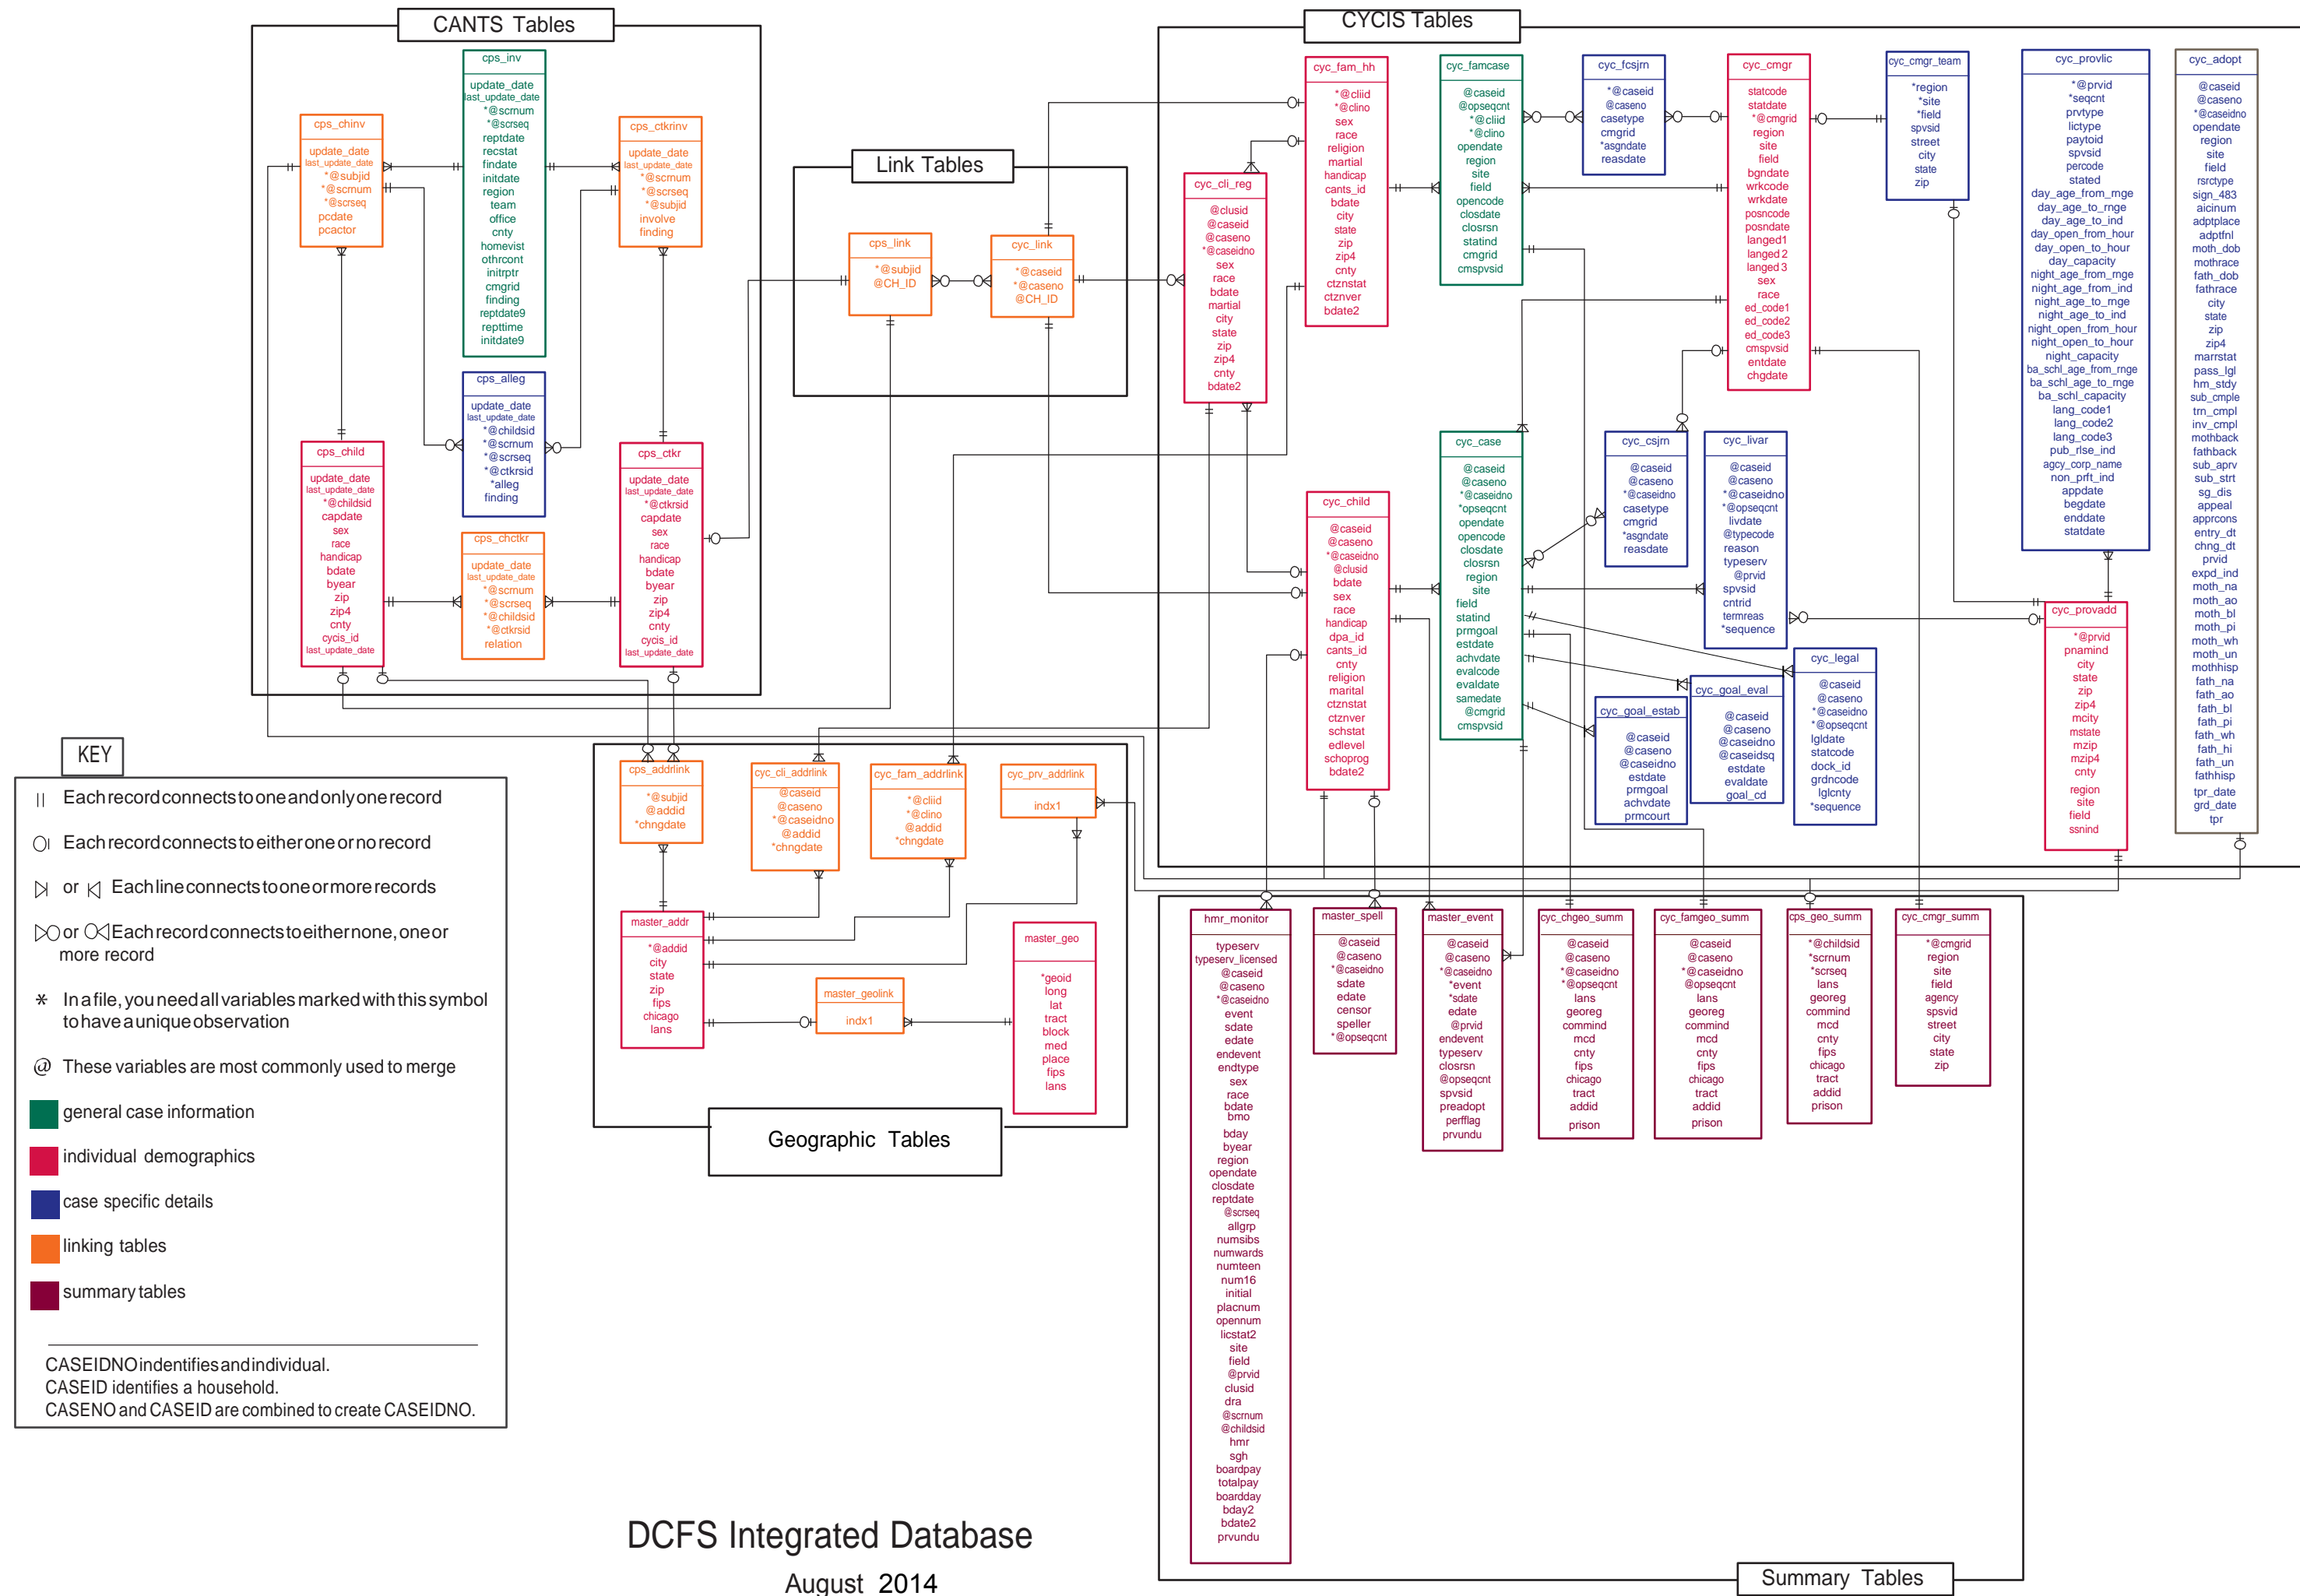 CANTS Tables
cps_chinv
update_date
last_update_date
*@subjid
*@scrnum
*@scrseq
pcdate
pcactor
cps_inv
update_date
last_update_date
*@scrnum
*@scrseq
reptdate
recstat
findate
initdate
region
team
office
cnty
homevist
othrcont
initrptr
cmgrid
finding
reptdate9
repttime
initdate9
cps_ctkrinv
update_date
last_update_date
*@scrnum
*@scrseq
*@subjid
involve
finding
cps_alleg
update_date
last_update_date
*@childsid
*@scrnum
*@scrseq
*@ctkrsid
*alleg
finding
cps_child
update_date
last_update_date
*@childsid
capdate
sex
race
handicap
bdate
byear
zip
zip4
cnty
cycis_id
last_update_date
cps_chctkr
update_date
last_update_date
*@scrnum
*@scrseq
*@childsid
*@ctkrsid
relation
cps_ctkr
update_date
last_update_date
*@ctkrsid
capdate
sex
race
handicap
bdate
byear
zip
zip4
cnty
cycis_id
last_update_date
Link Tables
cps_link
*@subjid
@CH_ID
cyc_link
*@caseid
*@caseno
@CH_ID
CYCIS Tables
cyc_cli_reg
@clusid
@caseid
@caseno
*@caseidno
sex
race
bdate
martial
city
state
zip
zip4
cnty
bdate2
cyc_fam_hh
*@cliid
*@clino
sex
race
religion
martial
handicap
cants_id
bdate
city
state
zip
zip4
cnty
ctznstat
ctznver
bdate2
cyc_famcase
@caseid
@opseqcnt
*@cliid
*@clino
opendate
region
site
field
opencode
closdate
closrsn
statind
cmgrid
cmspvsid
cyc_fcsjrn
*@caseid
@caseno
casetype
cmgrid
*asgndate
reasdate
cyc_cmgr
statcode
statdate
*@cmgrid
region
site
field
bgndate
wrkcode
wrkdate
posncode
posndate
langed1
langed 2
langed 3
sex
race
ed_code1
ed_code2
ed_code3
cmspvsid
entdate
chgdate
cyc_cmgr_team
*region
*site
*field
spvsid
street
city
state
zip
cyc_provlic
*@prvid
*seqcnt
prvtype
lictype
paytoid
spvsid
percode
stated
day_age_from_rnge
day_age_to_rnge
day_age_to_ind
day_open_from_hour
day_open_to_hour
day_capacity
night_age_from_rnge
night_age_from_ind
night_age_to_rnge
night_age_to_ind
night_open_from_hour
night_open_to_hour
night_capacity
ba_schl_age_from_rnge
ba_schl_age_to_rnge
ba_schl_capacity
lang_code1
lang_code2
lang_code3
pub_rlse_ind
agcy_corp_name
non_prft_ind
appdate
begdate
enddate
statdate
cyc_adopt
@caseid
@caseno
*@caseidno
opendate
region
site
field
rsrctype
sign_483
aicinum
adptplace
adptfnl
moth_dob
mothrace
fath_dob
fathrace
city
state
zip
zip4
marrstat
pass_lgl
hm_stdy
sub_cmple
trn_cmpl
inv_cmpl
mothback
fathback
sub_aprv
sub_strt
sg_dis
appeal
apprcons
entry_dt
chng_dt
prvid
expd_ind
moth_na
moth_ao
moth_bl
moth_pi
moth_wh
moth_un
mothhisp
fath_na
fath_ao
fath_bl
fath_pi
fath_wh
fath_hi
fath_un
fathhisp
tpr_date
grd_date
tpr
cyc_child
@caseid
@caseno
*@caseidno
@clusid
bdate
sex
race
handicap
dpa_id
cants_id
cnty
religion
marital
ctznstat
ctznver
schstat
edlevel
schoprog
bdate2
cyc_case
@caseid
@caseno
*@caseidno
*opseqcnt
opendate
opencode
closdate
closrsn
region
site
field
statind
prmgoal
estdate
achvdate
evalcode
evaldate
samedate
@cmgrid
cmspvsid
cyc_csjrn
@caseid
@caseno
*@caseidno
casetype
cmgrid
*asgndate
reasdate
cyc_livar
@caseid
@caseno
*@caseidno
*@opseqcnt
livdate
@typecode
reason
typeserv
@prvid
spvsid
cntrid
termreas
*sequence
cyc_goal_estab
@caseid
@caseno
@caseidno
estdate
prmgoal
achvdate
prmcourt
cyc_goal_eval
@caseid
@caseno
@caseidno
@caseidsq
estdate
evaldate
goal_cd
cyc_legal
@caseid
@caseno
*@caseidno
*@opseqcnt
lgldate
statcode
dock_id
grdncode
lglcnty
*sequence
cyc_provadd
*@prvid
pnamind
city
state
zip
zip4
mcity
mstate
mzip
mzip4
cnty
region
site
field
ssnind
KEY
Each record connects to one and only one record
Each record connects to either one or no record
or Each line connects to one or more records
or Each record connects to either none, one or
more record
* In a file, you need all variables marked with this symbol
to have a unique observation
@ These variables are most commonly used to merge
general case information
individual demographics
case specific details
linking tables
summary tables
CASEIDNO indentifies and individual.
CASEID identifies a household.
CASENO and CASEID are combined to create CASEIDNO.
cps_addrlink
*@subjid
@addid
*chngdate
cyc_cli_addrlink
@caseid
@caseno
*@caseidno
@addid
*chngdate
cyc_fam_addrlink
*@cliid
*@clino
@addid
*chngdate
cyc_prv_addrlink
indx1
master_addr
*@addid
city
state
zip
fips
chicago
lans
master_geolink
indx1
master_geo
*geoid
long
lat
tract
block
med
place
fips
lans
Geographic Tables
hmr_monitor
typeserv
typeserv_licensed
@caseid
@caseno
*@caseidno
event
sdate
edate
endevent
endtype
sex
race
bdate
bmo
bday
byear
region
opendate
closdate
reptdate
@scrseq
allgrp
numsibs
numwards
numteen
num16
initial
placnum
opennum
licstat2
site
field
@prvid
clusid
dra
@scrnum
@childsid
hmr
sgh
boardpay
totalpay
boardday
bday2
bdate2
prvundu
master_spell
@caseid
@caseno
*@caseidno
sdate
edate
censor
speller
*@opseqcnt
master_event
@caseid
@caseno
*@caseidno
*event
*sdate
edate
@prvid
endevent
typeserv
closrsn
@opseqcnt
spvsid
preadopt
perfflag
prvundu
cyc_chgeo_summ
@caseid
@caseno
*@caseidno
*@opseqcnt
lans
georeg
commind
mcd
cnty
fips
chicago
tract
addid
prison
cyc_famgeo_summ
@caseid
@caseno
*@caseidno
@opseqcnt
lans
georeg
commind
mcd
cnty
fips
chicago
tract
addid
prison
cps_geo_summ
*@childsid
*scrnum
*scrseq
lans
georeg
commind
mcd
cnty
fips
chicago
tract
addid
prison
cyc_cmgr_summ
*@cmgrid
region
site
field
agency
spsvid
street
city
state
zip
Summary Tables
DCFS Integrated Database
August 2014